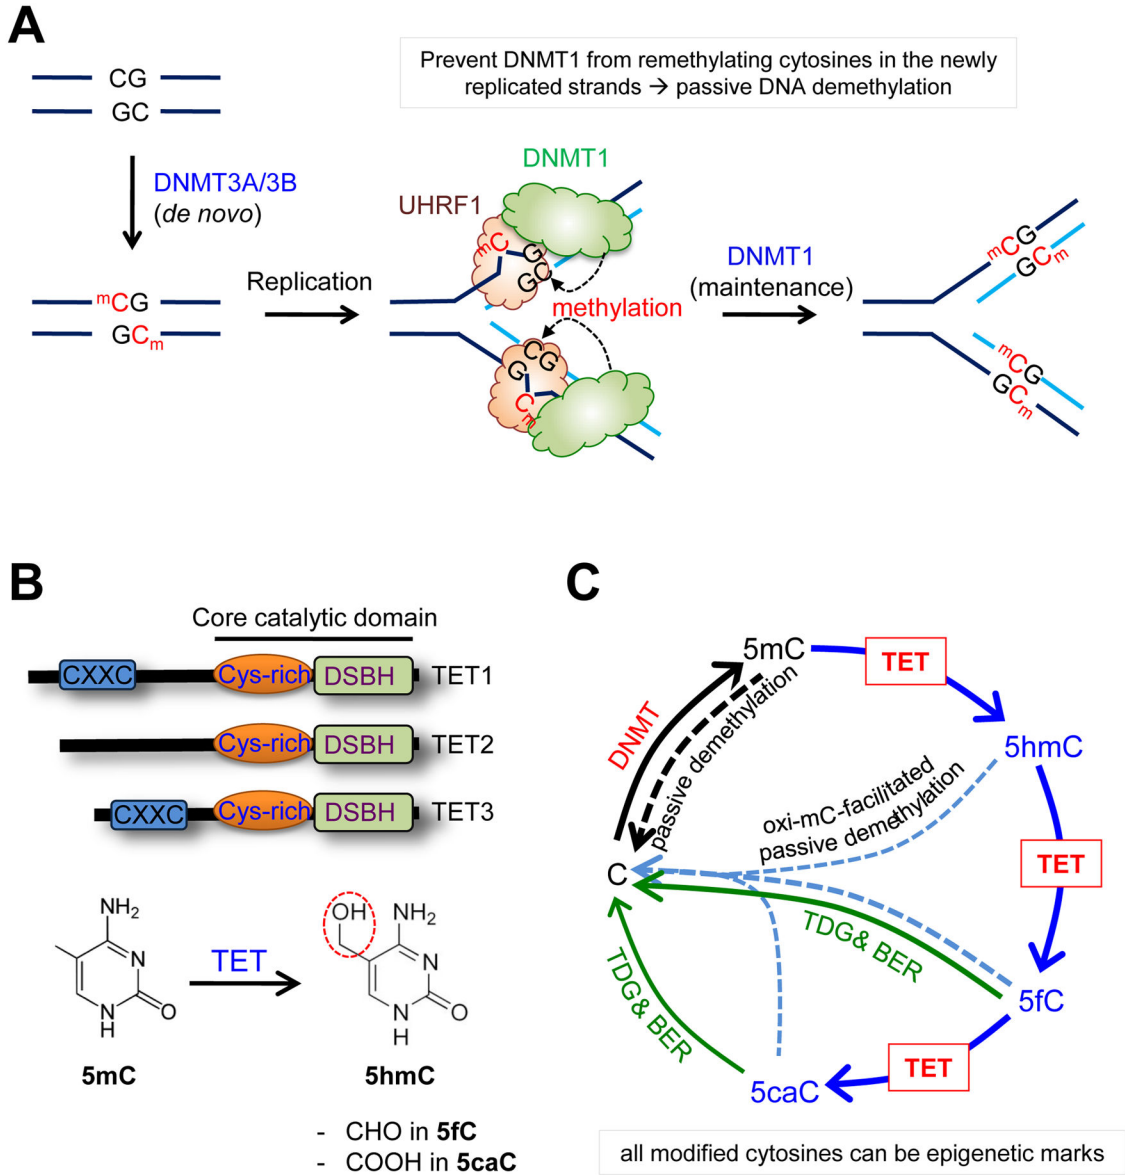 A
CG
GC
Prevent DNMT1 from remethylating cytosines in the newly
replicated strands → passive DNA demethylation
DNMT3A/3B
(de novo)
mCG
GCm
Replication
UHRF1
DNMT1
mC
G
GC
methylation
CG
G
Cm
DNMT1
(maintenance)
mCG
GCm
mCG
GCm
B
Core catalytic domain
CXXC
Cys-rich
DSBH
TET1
Cys-rich
DSBH
TET2
CXXC
Cys-rich
DSBH
TET3
NH2
N
O
N
H
5mC
TET
OH
NH2
N
O
N
H
5hmC
- CHO in 5fC
- COOH in 5caC
C
5mC
TET
5hmC
TET
5fC
TET
5caC
C
DNMT
passive demethylation
oxi-mC-facilitated
passive demethylation
TDG& BER
TDG& BER
all modified cytosines can be epigenetic marks